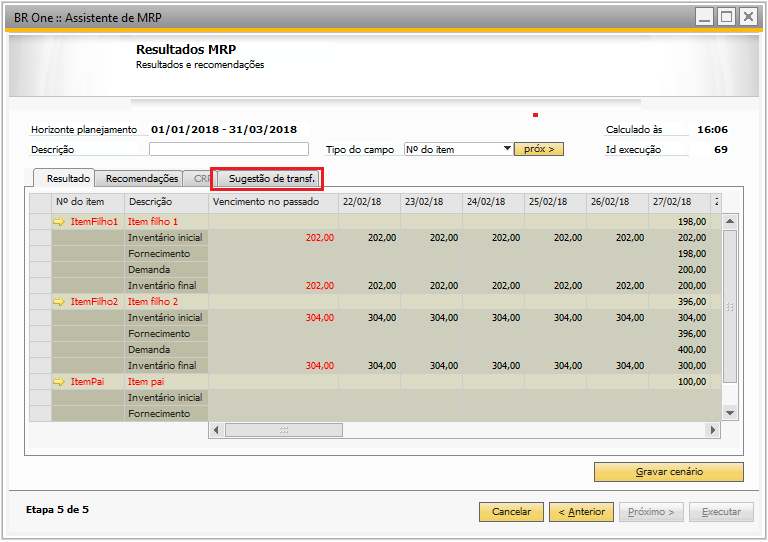 BR One :: Assistente de MRP
Resultados MRP
Resultados e recomendações
Horizonte planejamento 01/01/2018 - 31/03/2018 Calculado às 16:06
Descrição Tipo do campo Nº do item próx > Id execução 69
Resultado Recomendações CRP Sugestão de transf.
Nº do item Descrição Vencimento no passado 22/02/18 23/02/18 24/02/18 25/02/18 26/02/18 27/02/18 2
ItemFilho1 Item filho 1 198,00
Inventário inicial 202,00 202,00 202,00 202,00 202,00 202,00 202,00
Fornecimento 198,00
Demanda 200,00
Inventário final 202,00 202,00 202,00 202,00 202,00 202,00 200,00
ItemFilho2 Item filho 2 396,00
Inventário inicial 304,00 304,00 304,00 304,00 304,00 304,00 304,00
Fornecimento 396,00
Demanda 400,00
Inventário final 304,00 304,00 304,00 304,00 304,00 304,00 300,00
ItemPai Item pai 100,00
Inventário inicial
Fornecimento
Gravar cenário
Etapa 5 de 5 Cancelar < Anterior Próximo > Executar